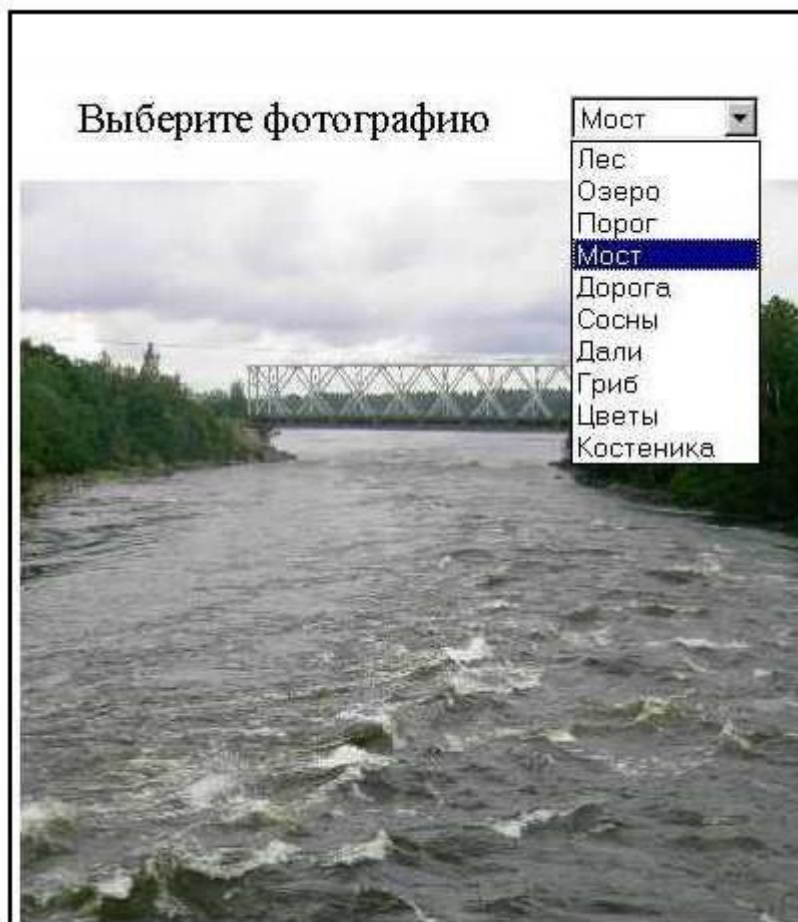 Выберите фотографию Мост
Лес
Озеро
Порог
Мост
Дорога
Сосны
Дали
Гриб
Цветы
Костеника